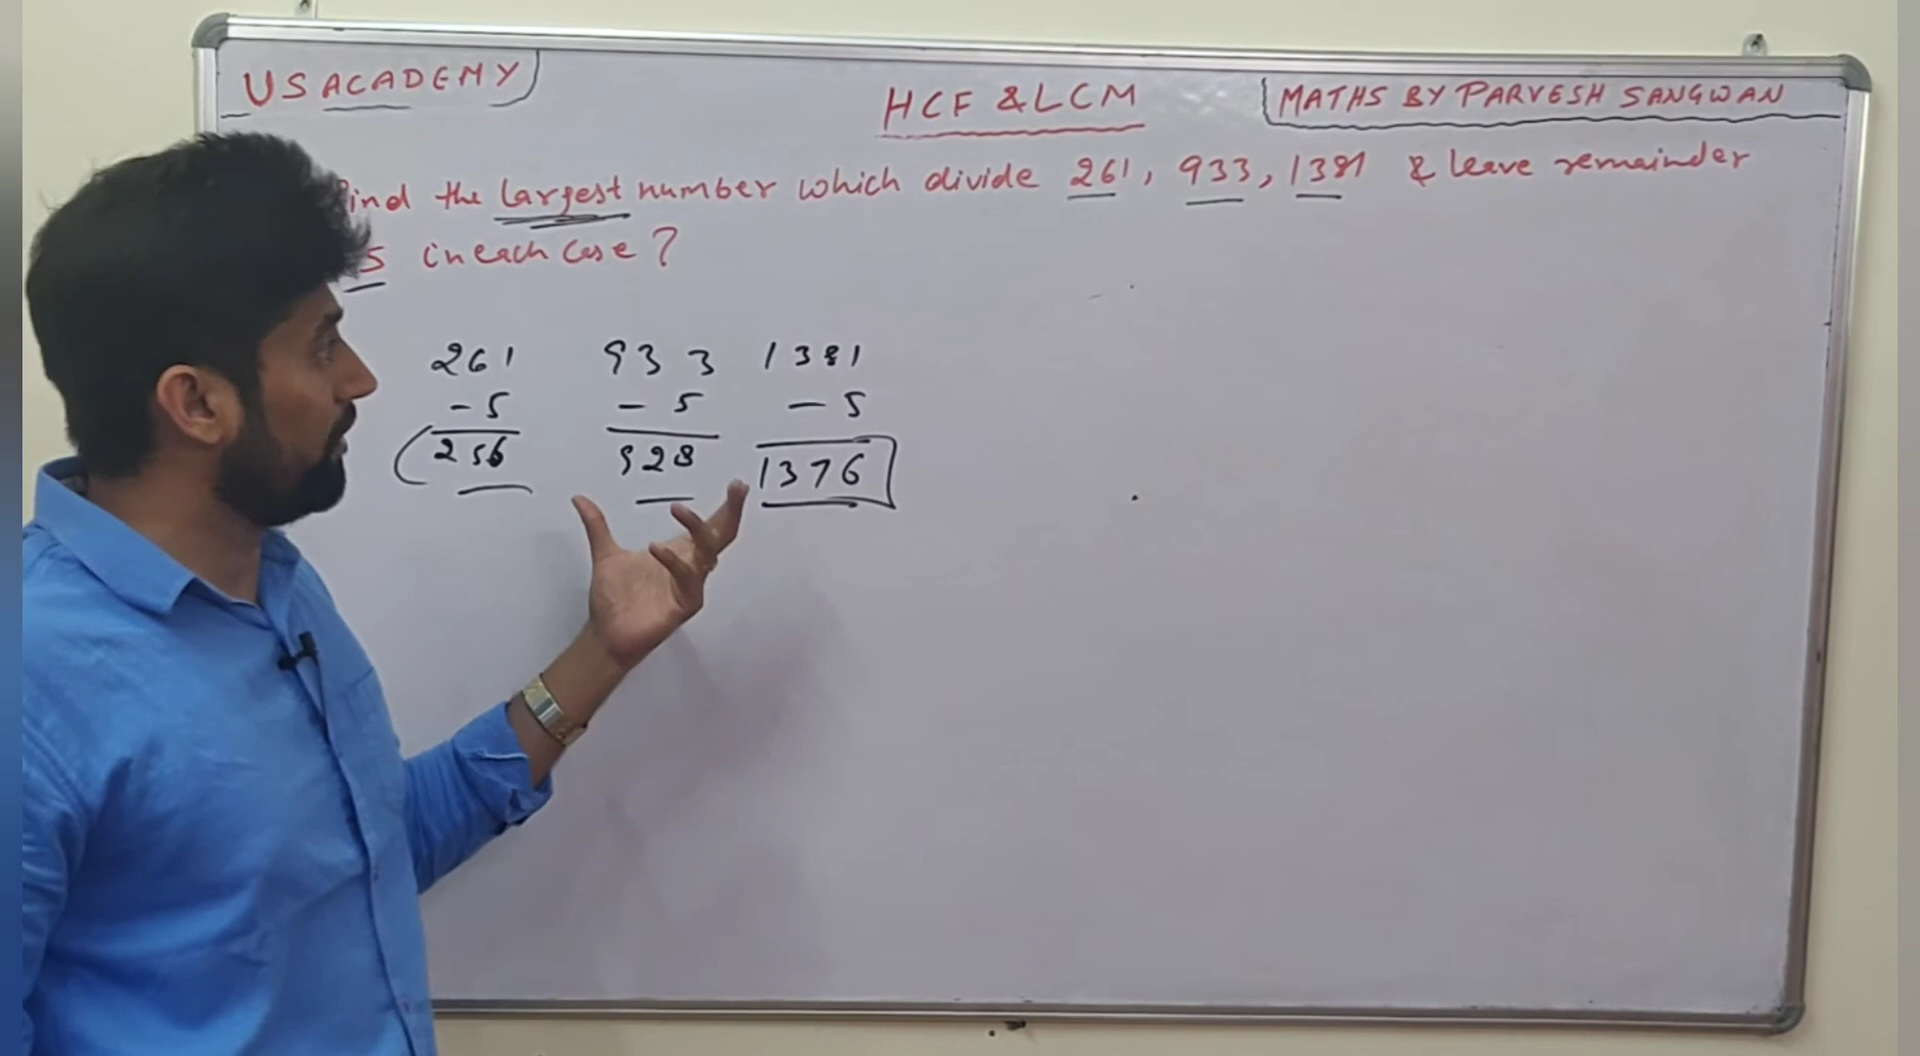 US ACADEMY
HCF & LCM
MATHS BY PARVESH SANGWAN
ind the largest number which divide 261, 933, 1381 & leave remainder
5 in each case?
261 933 1381
- 5 - 5 - 5
256 928 1376